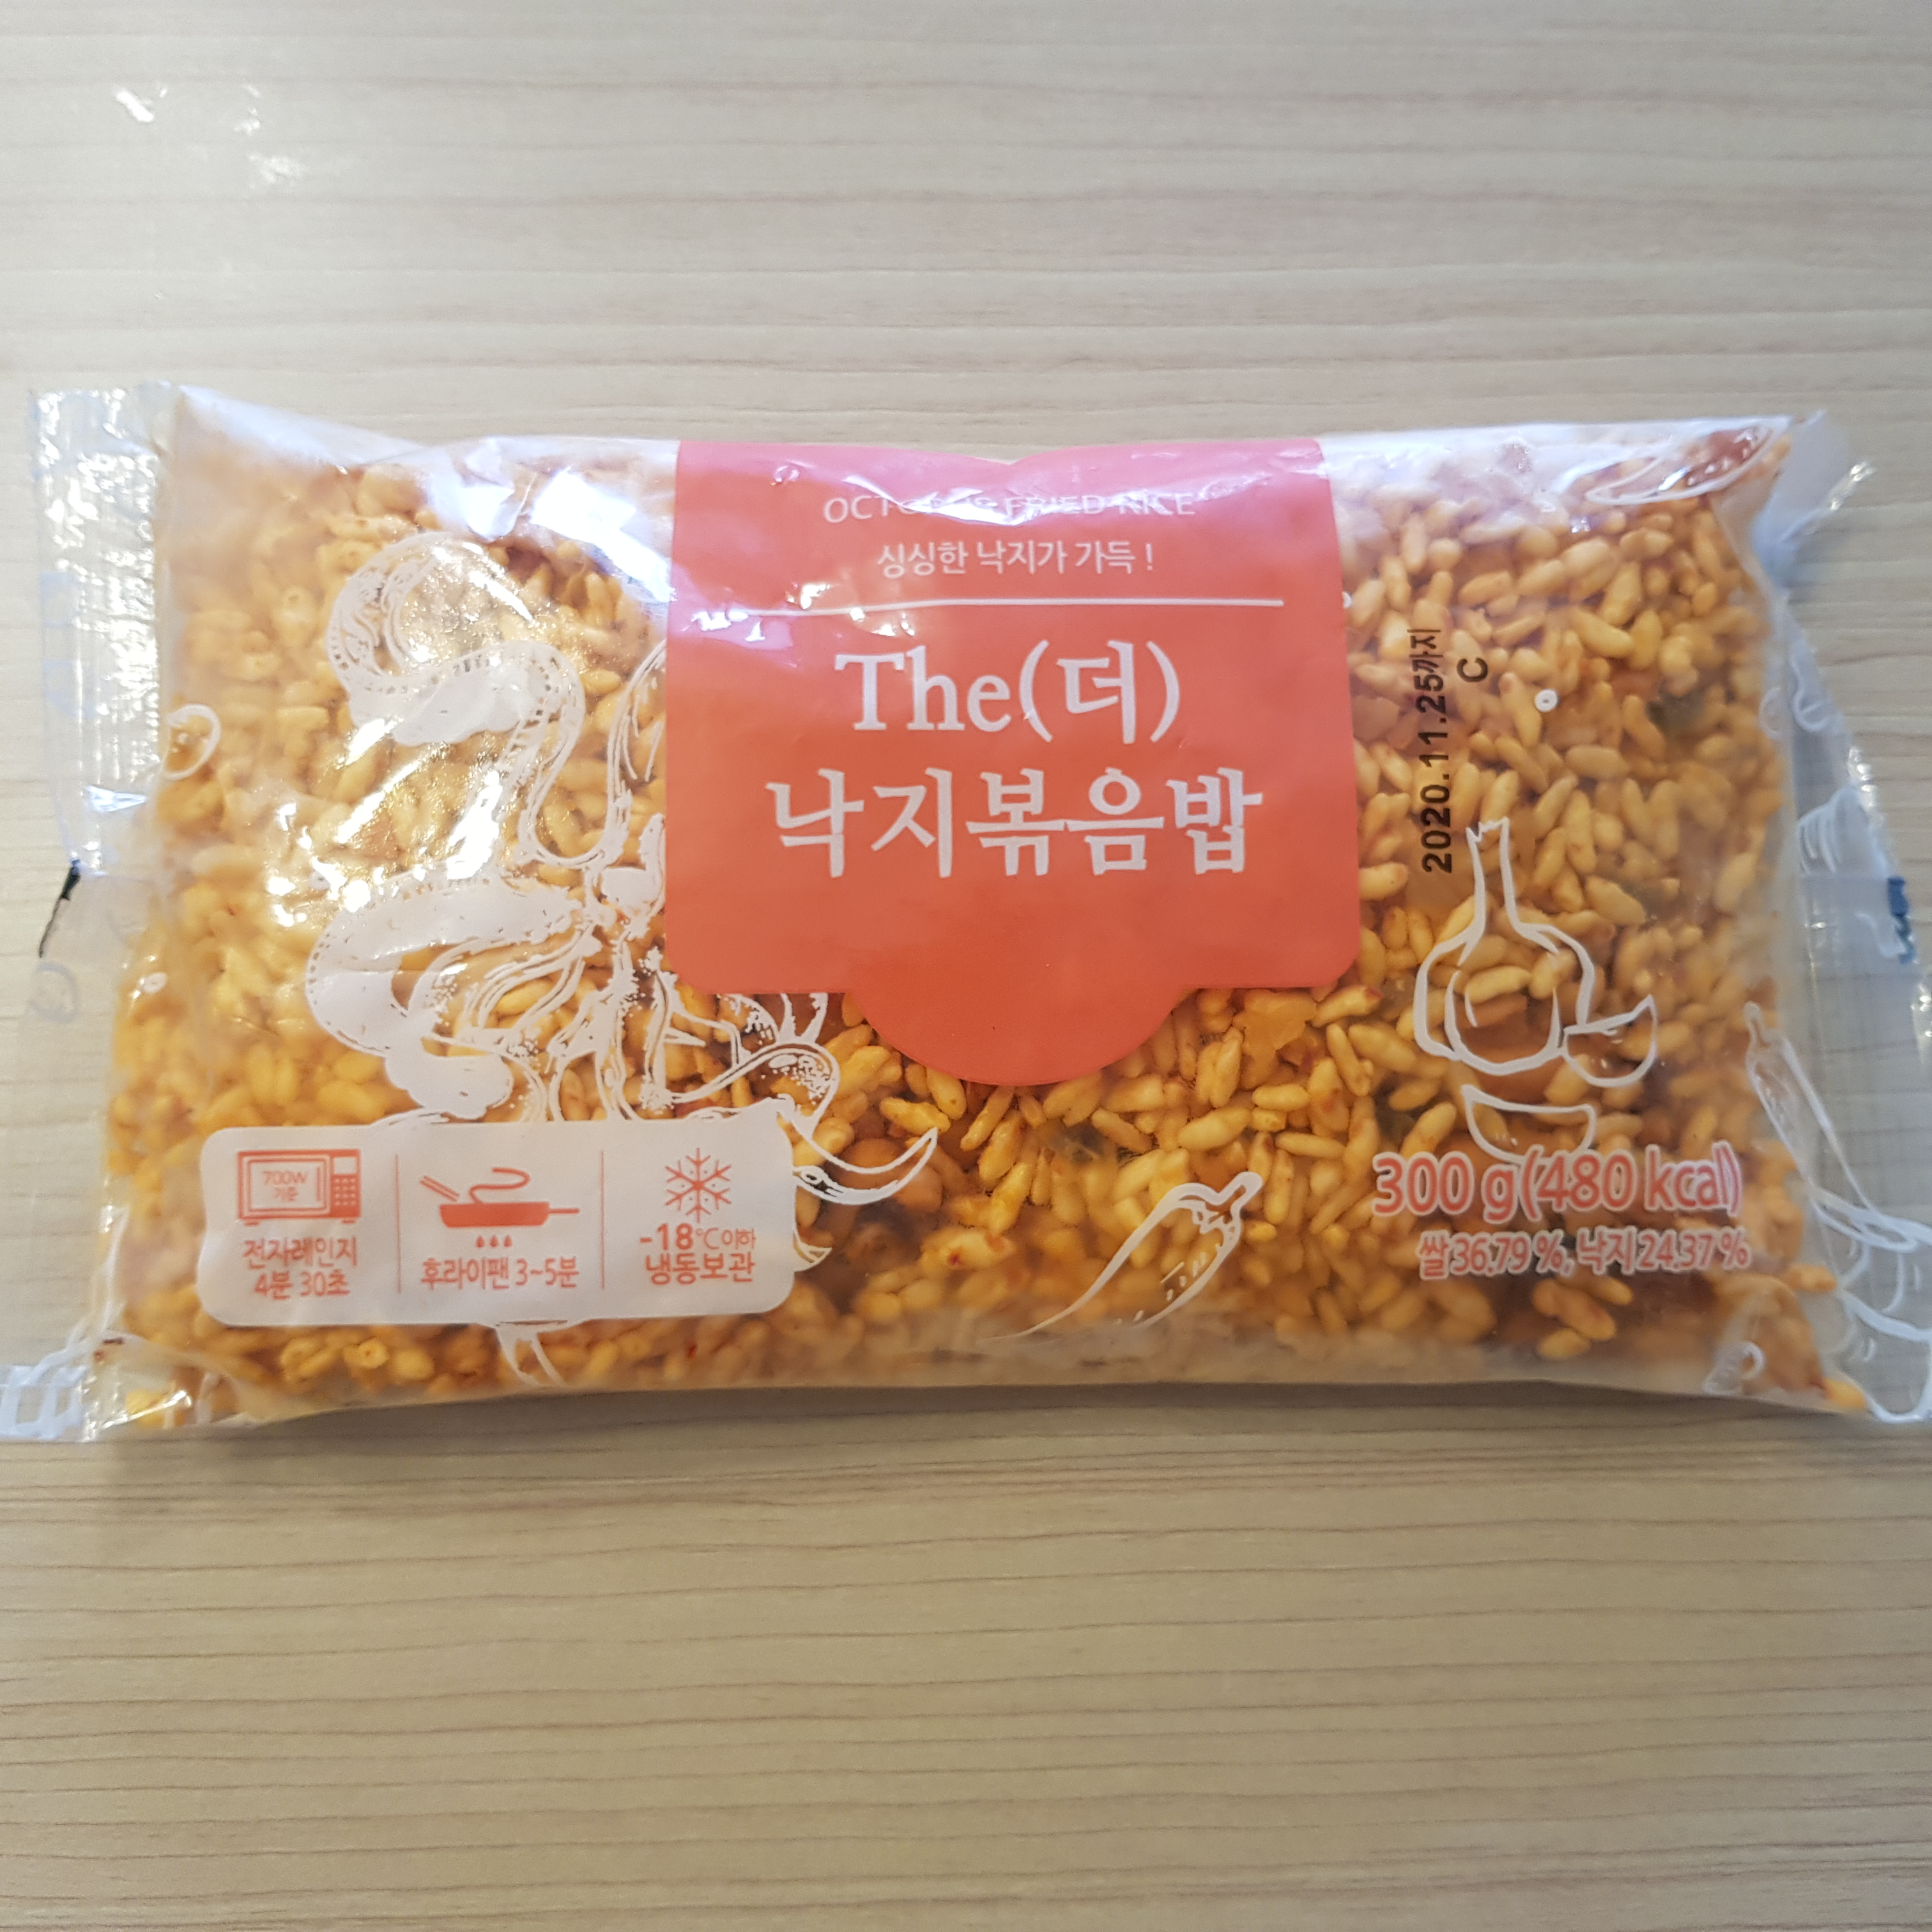 OCTOPUS FRIED RICE
싱싱한 낙지가 가득 !
The(더)
낙지볶음밥
2020.11.25까지
C
700W
기준
전자레인지
4분 30초
후라이팬 3~5분
-18℃이하
냉동보관
300 g(480 kcal)
쌀 36.79 %, 낙지 24.37 %